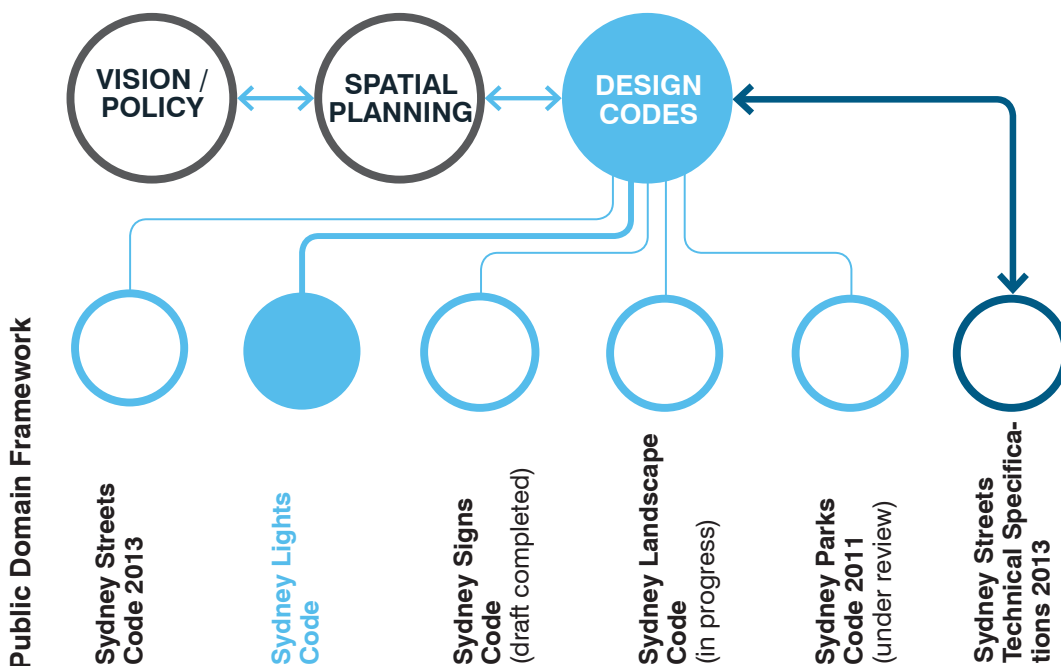 VISION /
POLICY
SPATIAL
PLANNING
DESIGN
CODES
Public Domain Framework
Sydney Streets
Code 2013
Sydney Lights
Code
Sydney Signs
Code
(draft completed)
Sydney Landscape
Code
(in progress)
Sydney Parks
Code 2011
(under review)
Sydney Streets
Technical Specifica-
tions 2013